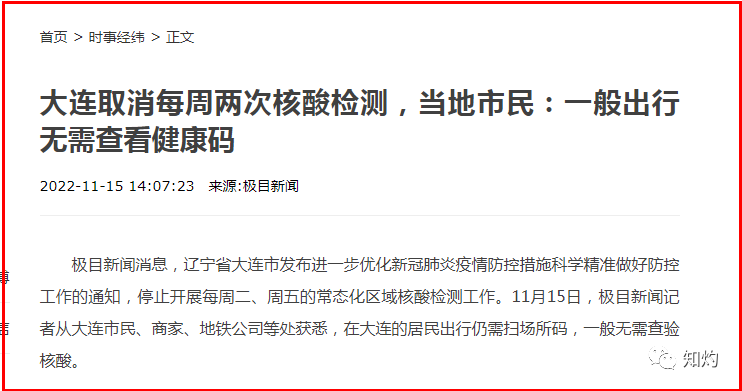 首页 > 时事经纬 > 正文
大连取消每周两次核酸检测，当地市民：一般出行
无需查看健康码
2022-11-15 14:07:23 来源:极目新闻
极目新闻消息，辽宁省大连市发布进一步优化新冠肺炎疫情防控措施科学精准做好防控
工作的通知，停止开展每周二、周五的常态化区域核酸检测工作。11月15日，极目新闻记
者从大连市民、商家、地铁公司等处获悉，在大连的居民出行仍需扫场所码，一般无需查验
核酸。
知灼